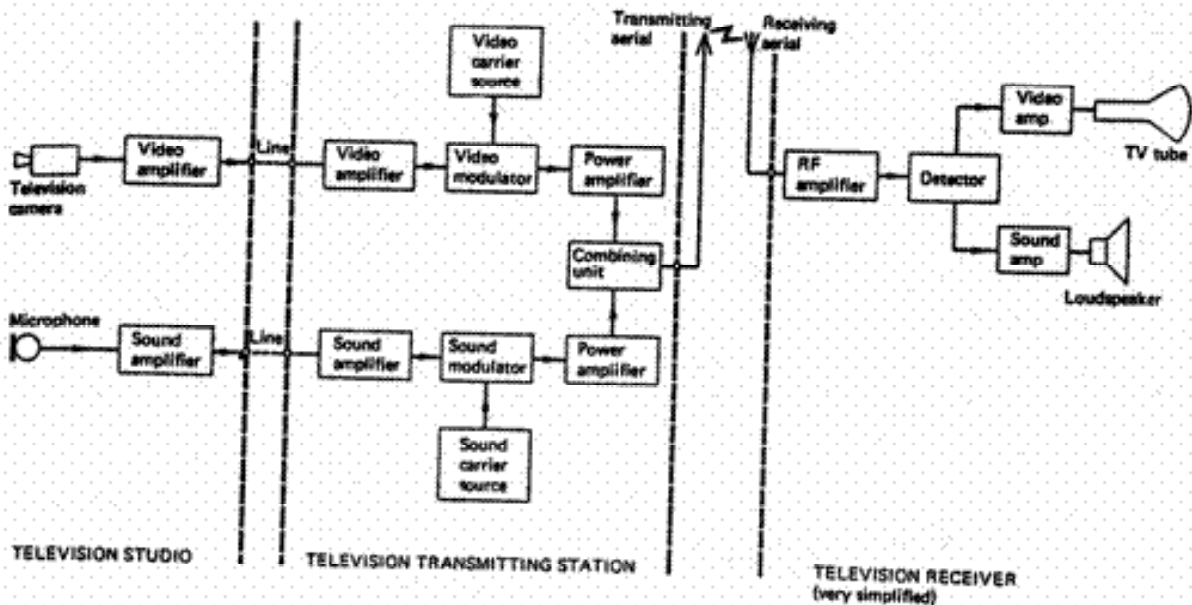 Transmitting
aerial
Receiving
aerial
Video
carrier
source
Television
camera
Video
amplifier
Line
Video
amplifier
Video
modulator
Power
amplifier
RF
amplifier
Detector
Video
amp.
TV tube
Combining
unit
Sound
amp
Loudspeaker
Microphone
Sound
amplifier
Line
Sound
amplifier
Sound
modulator
Power
amplifier
Sound
carrier
source
TELEVISION STUDIO
TELEVISION TRANSMITTING STATION
TELEVISION RECEIVER
(very simplified)